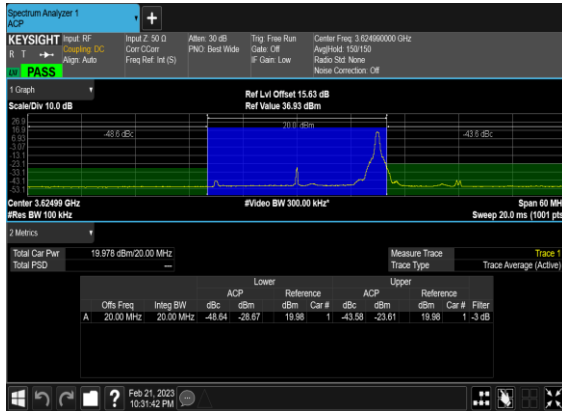 Spectrum Analyzer 1
ACP
+
KEYSIGHT Input: RF Input Z: 50 Ω Atten: 30 dB Trig: Free Run Center Freq: 3.624990000 GHz
R T Coupling: DC Corr CCorr PNO: Best Wide Gate: Off Avg|Hold: 150/150
Align: Auto Freq Ref: Int (S) IF Gain: Low Radio Std: None
PASS Noise Correction: Off
1 Graph Ref Lvl Offset 15.63 dB
Scale/Div 10.0 dB Ref Value 36.93 dBm
26.9 20.0 dBm
16.9 -48.6 dBc -43.6 dBc
6.93
-3.07
-13.1
-23.1
-33.1
-43.1
-53.1
Center 3.62499 GHz #Video BW 300.00 kHz* Span 60 MH
#Res BW 100 kHz Sweep 20.0 ms (1001 pts
2 Metrics
Total Car Pwr 19.978 dBm/20.00 MHz Measure Trace Trace 1
Total PSD --- Trace Type Trace Average (Active)
Lower Upper
ACP Reference ACP Reference
Offs Freq Integ BW dBc dBm dBm Car # dBc dBm dBm Car # Filter
A 20.00 MHz 20.00 MHz -48.64 -28.67 19.98 1 -43.58 -23.61 19.98 1 -3 dB
? Feb 21, 2023
10:31:42 PM